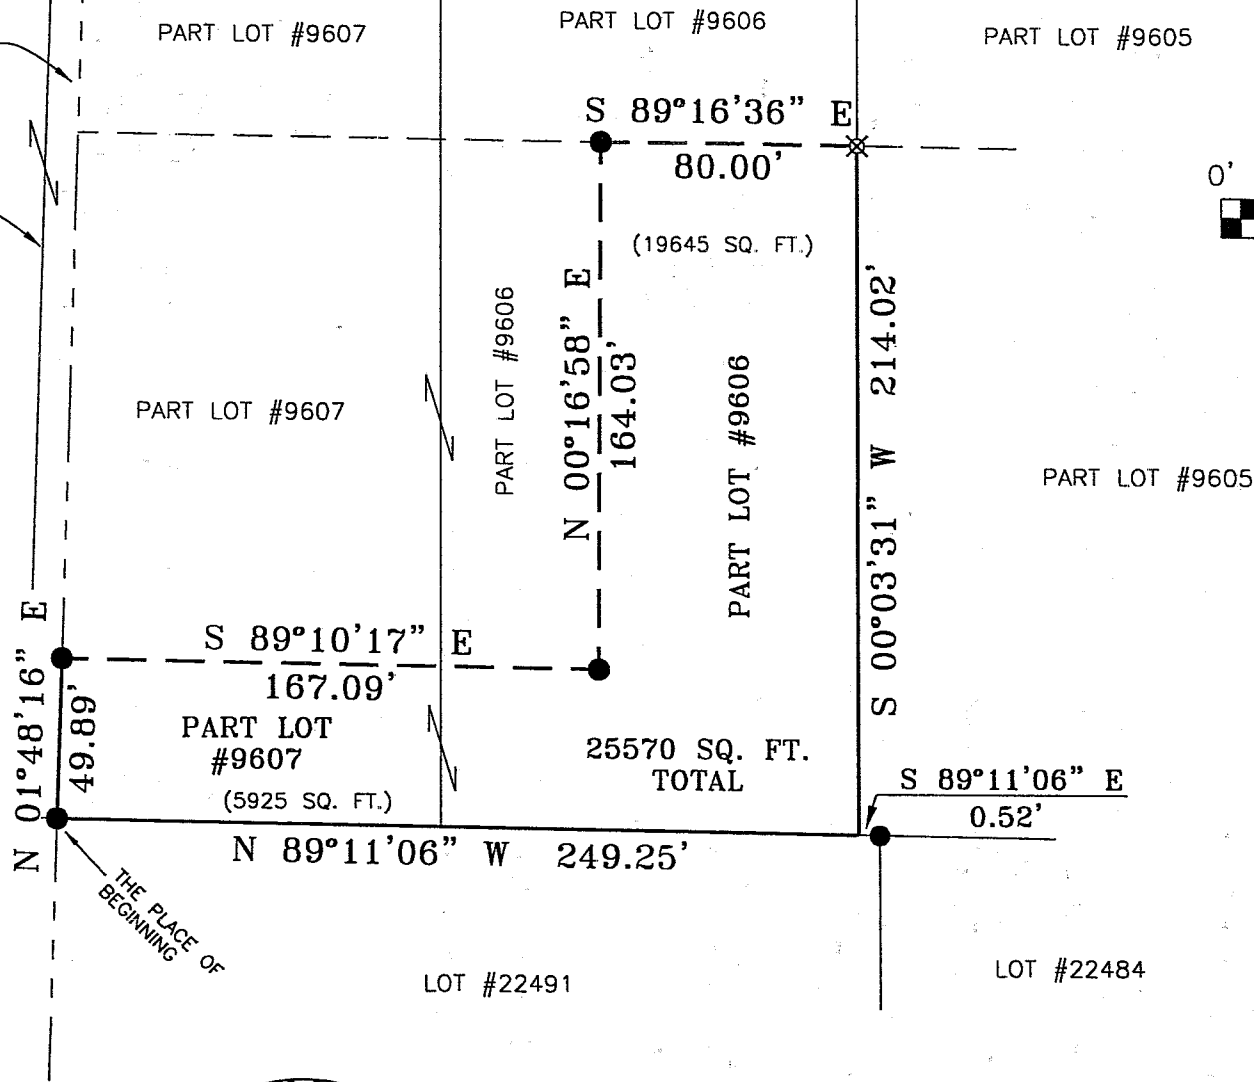 PART LOT #9607
PART LOT #9606
PART LOT #9605
S 89°16'36" E
80.00'
0'
(19645 SQ. FT.)
N 00°16'58" E
164.03'
PART LOT #9606
PART LOT #9606
S 00°03'31" W 214.02'
PART LOT #9607
PART LOT #9605
S 89°10'17" E
167.09'
N 01°48'16" E
49.89'
PART LOT
#9607
(5925 SQ. FT.)
25570 SQ. FT.
TOTAL
S 89°11'06" E
0.52'
N 89°11'06" W 249.25'
THE PLACE OF
BEGINNING
LOT #22491
LOT #22484